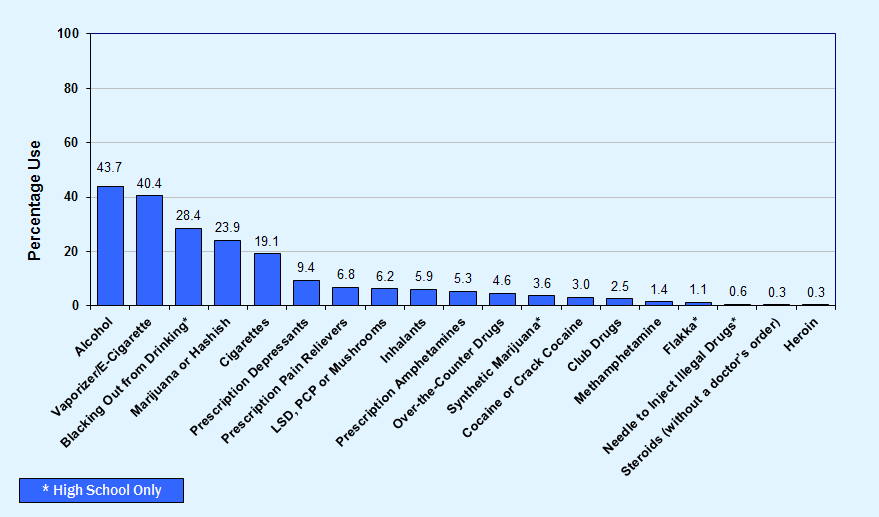 100
80
60
40
20
0
Percentage Use
43.7
40.4
28.4
23.9
19.1
9.4
6.8
6.2
5.9
5.3
4.6
3.6
3.0
2.5
1.4
1.1
0.6
0.3
0.3
Alcohol
Vaporizer/E-Cigarette
Blacking Out from Drinking*
Marijuana or Hashish
Cigarettes
Prescription Depressants
Prescription Pain Relievers
LSD, PCP or Mushrooms
Inhalants
Prescription Amphetamines
Over-the-Counter Drugs
Synthetic Marijuana*
Cocaine or Crack Cocaine
Club Drugs
Methamphetamine
Flakka*
Needle to Inject Illegal Drugs*
Steroids (without a doctor's order)
Heroin
* High School Only